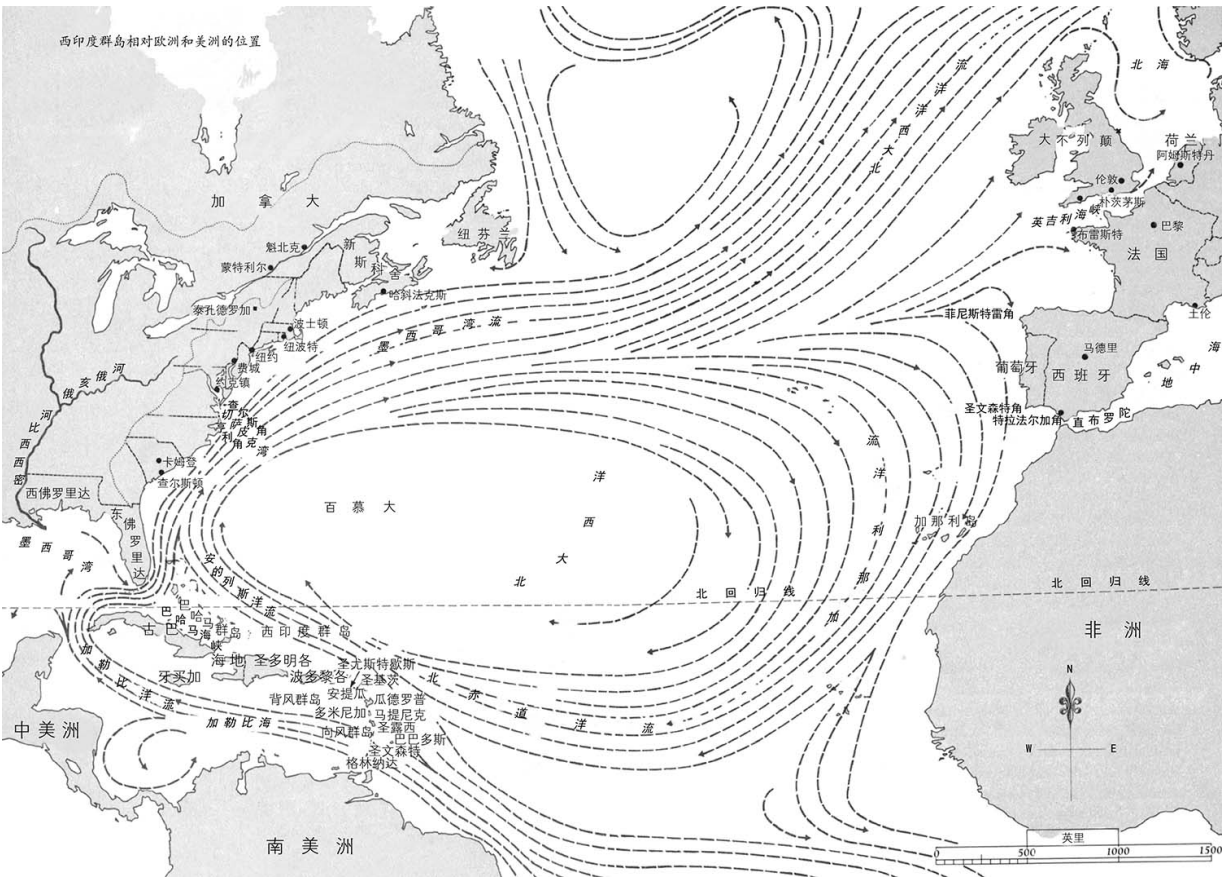 西印度群岛相对欧洲和美洲的位置
北大西洋洋流
北海
大不列颠
荷兰
阿姆斯特丹
伦敦
朴茨茅斯
英吉利海峡
布雷斯特
巴黎
法国
土伦
加拿大
纽芬兰
魁北克
新斯科舍
蒙特利尔
哈斜法克斯
泰孔德罗加
波士顿
纽波特
纽约
费城
约克镇
墨西哥湾流
菲尼斯特雷角
马德里
葡萄牙
西班牙
地中海
圣文森特角
特拉法尔加角
直布罗陀
俄亥俄河
密西西比河
查尔斯角
切萨皮克湾
亨利角
卡姆登
查尔斯顿
西佛罗里达
东佛罗里达
墨西哥湾
百慕大
北大西洋
加那利洋流
加那利岛
安的列斯洋流
北回归线
北回归线
巴哈马群岛
巴哈马海峡
古巴
西印度群岛
海地
圣多明各
牙买加
波多黎各
圣尤斯特歇斯
圣基茨
安提瓜
背风群岛
瓜德罗普
多米尼加
马提尼克
向风群岛
圣露西
巴巴多斯
圣文森特
格林纳达
加勒比洋流
加勒比海
北赤道洋流
中美洲
南美洲
非洲
N
W
E
英里
0
500
1000
1500